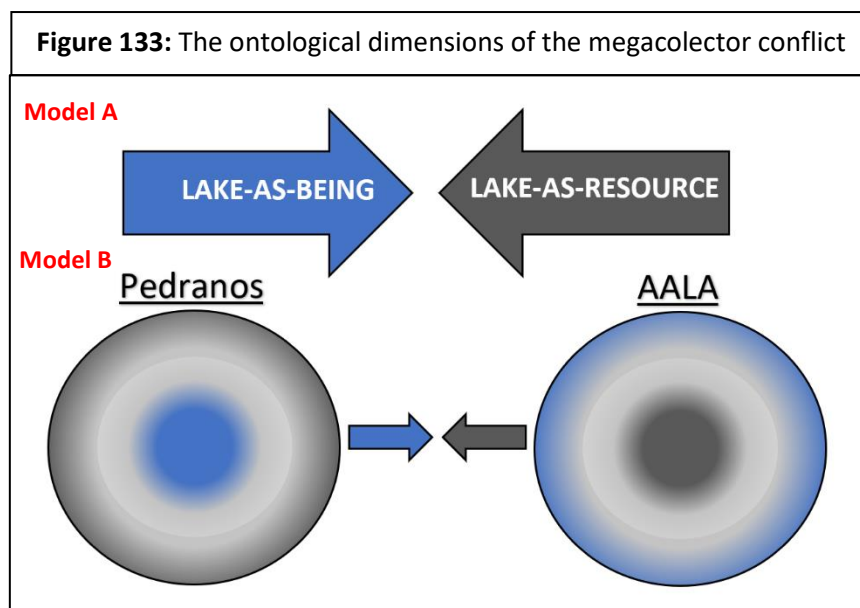 Figure 133: The ontological dimensions of the megacolector conflict
Model A
LAKE-AS-BEING
LAKE-AS-RESOURCE
Model B
Pedranos
AALA